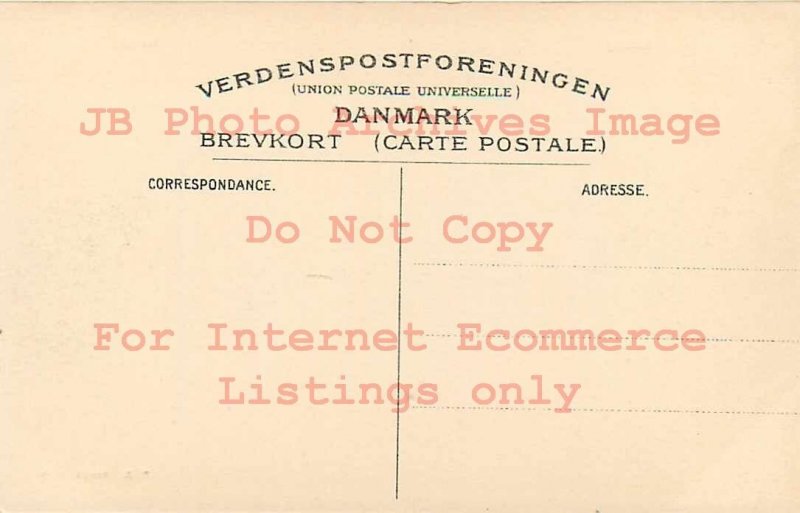 VERDENSPOSTFORENINGEN
(UNION POSTALE UNIVERSELLE)
DANMARK
JB Photo Archives Image
BREVKORT (CARTE POSTALE.)
CORRESPONDANCE.
ADRESSE.
Do Not Copy
For Internet Ecommerce
Listings only